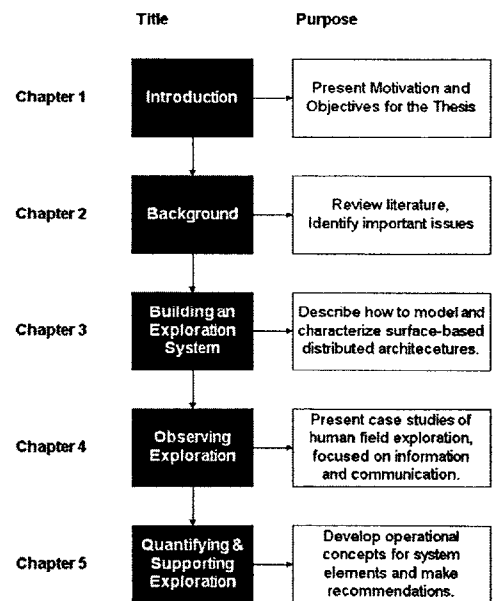 Title Purpose
Chapter 1
Introduction
Present Motivation and
Objectives for the Thesis
Chapter 2
Background
Review literature,
Identify important issues
Chapter 3
Building an
Exploration
System
Describe how to model and
characterize surface-based
distributed architecetures.
Chapter 4
Observing
Exploration
Present case studies of
human field exploration,
focused on information
and communication.
Chapter 5
Quantifying &
Supporting
Exploration
Develop operational
concepts for system
elements and make
recommendations.